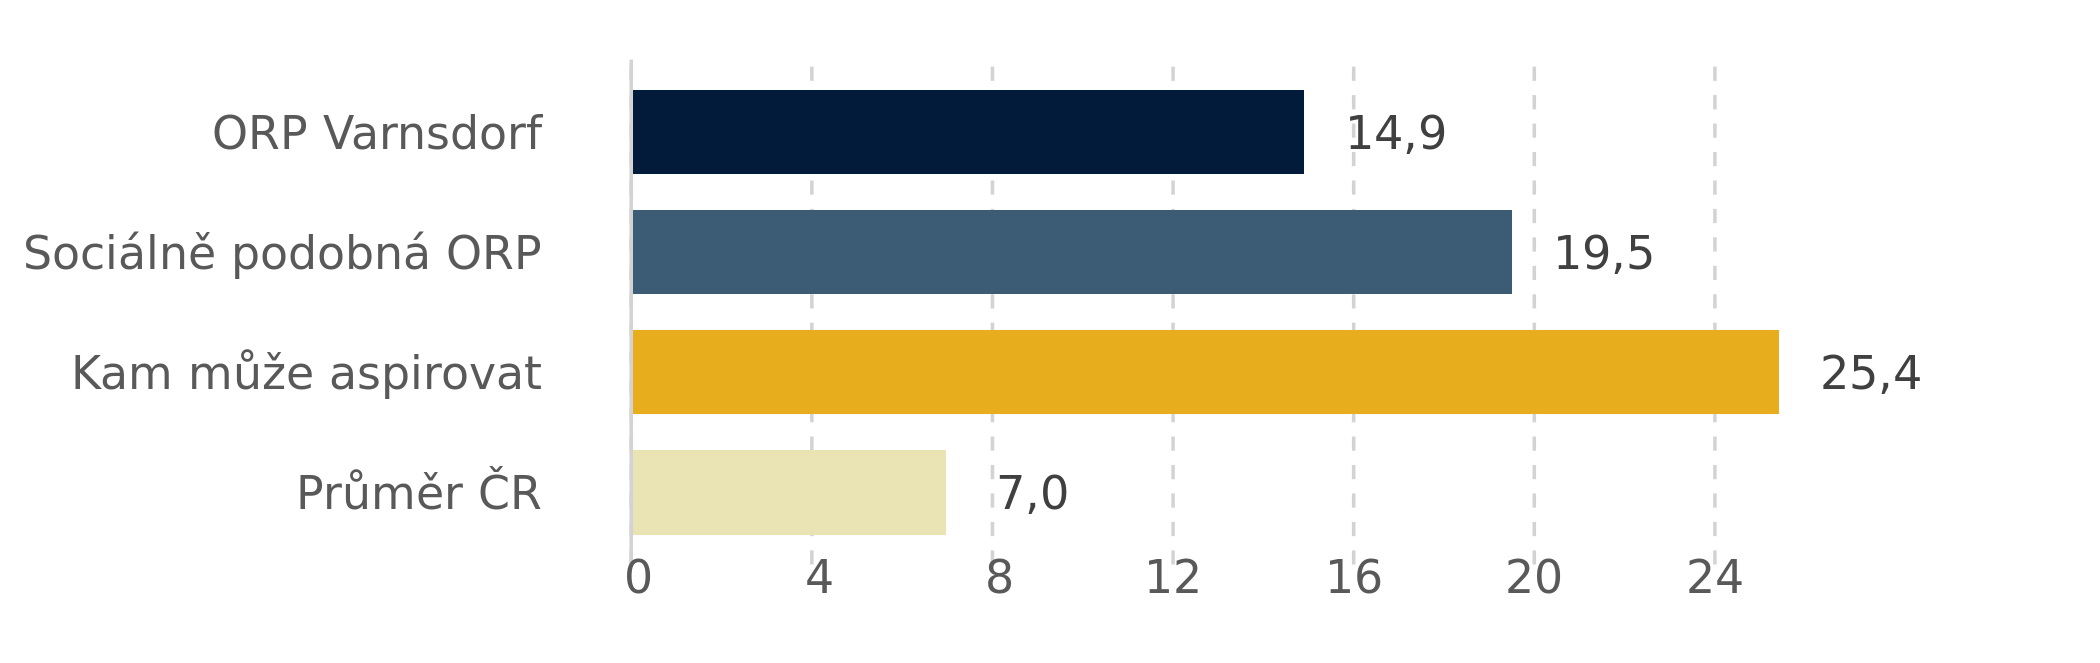 ORP Varnsdorf 14,9
Sociálně podobná ORP 19,5
Kam může aspirovat 25,4
Průměr ČR 7,0
0 4 8 12 16 20 24